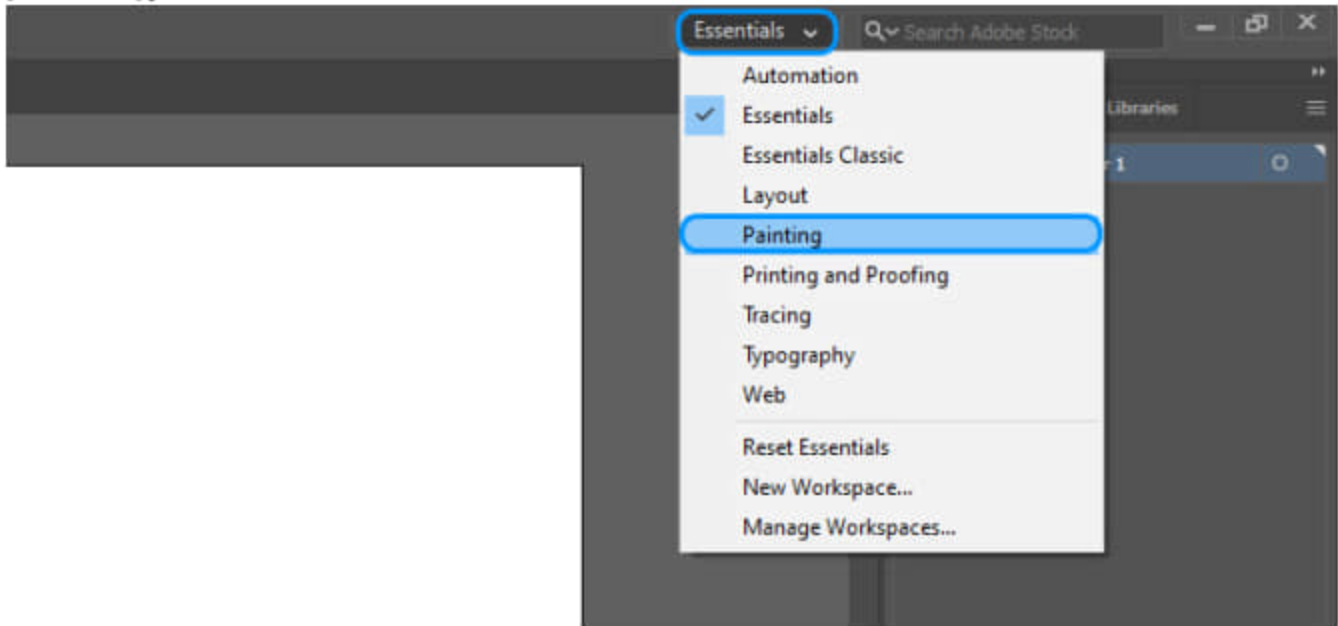 Essentials
Search Adobe Stock
Automation
Libraries
Essentials
Essentials Classic
1
Layout
Painting
Printing and Proofing
Tracing
Typography
Web
Reset Essentials
New Workspace...
Manage Workspaces...